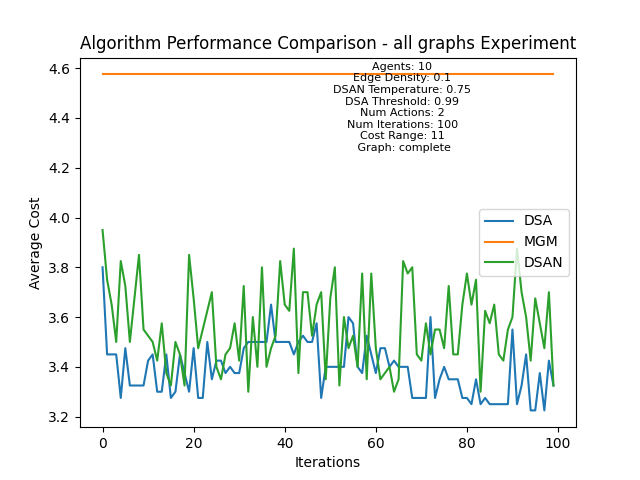 Algorithm Performance Comparison - all graphs Experiment
4.6
4.4
4.2
4.0
3.8
3.6
3.4
3.2
Average Cost
Agents: 10
Edge Density: 0.1
DSAN Temperature: 0.75
DSA Threshold: 0.99
Num Actions: 2
Num Iterations: 100
Cost Range: 11
Graph: complete
DSA
MGM
DSAN
0
20
40
60
80
100
Iterations